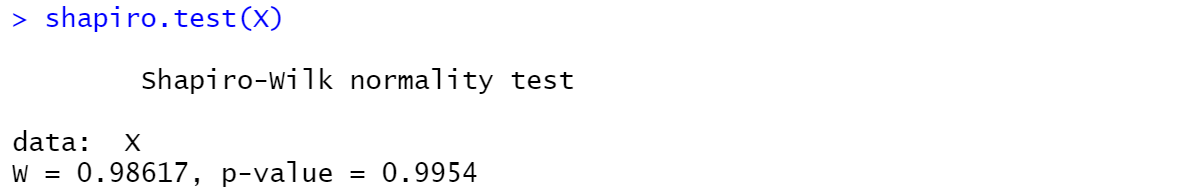 > shapiro.test(X)
Shapiro-Wilk normality test
data:  X
W = 0.98617, p-value = 0.9954